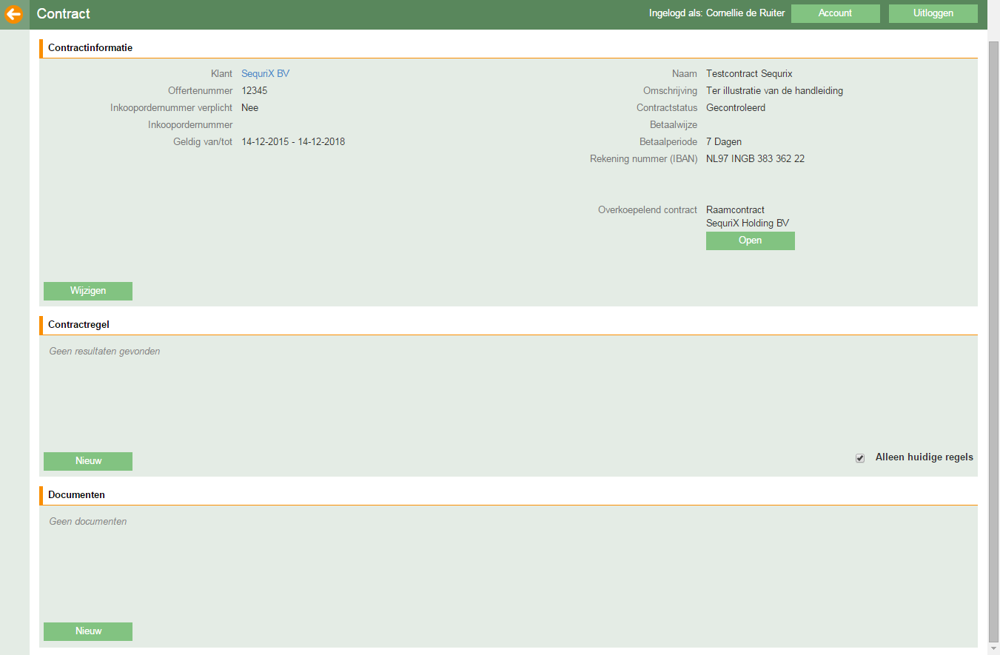 Contract
Ingelogd als: Cornellie de Ruiter
Account
Uitloggen
Contractinformatie
Klant SequriX BV
Offertenummer 12345
Inkoopordernummer verplicht Nee
Inkoopordernummer
Geldig van/tot 14-12-2015 - 14-12-2018
Naam Testcontract Sequrix
Omschrijving Ter illustratie van de handleiding
Contractstatus Gecontroleerd
Betaalwijze
Betaalperiode 7 Dagen
Rekening nummer (IBAN) NL97 INGB 383 362 22
Overkoepelend contract Raamcontract
SequriX Holding BV
Open
Wijzigen
Contractregel
Geen resultaten gevonden
Nieuw
Alleen huidige regels
Documenten
Geen documenten
Nieuw